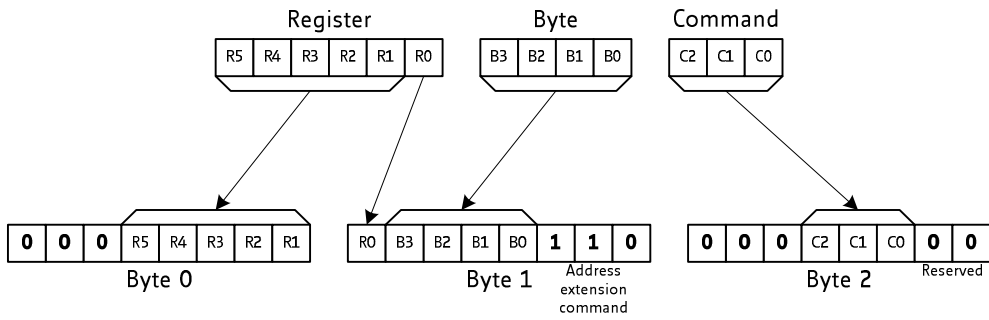 Register Byte Command
R5 R4 R3 R2 R1 R0 B3 B2 B1 B0 C2 C1 C0
0 0 0 R5 R4 R3 R2 R1 R0 B3 B2 B1 B0 1 1 0 0 0 0 C2 C1 C0 0 0
Byte 0 Byte 1 Address Byte 2 Reserved
extension
command